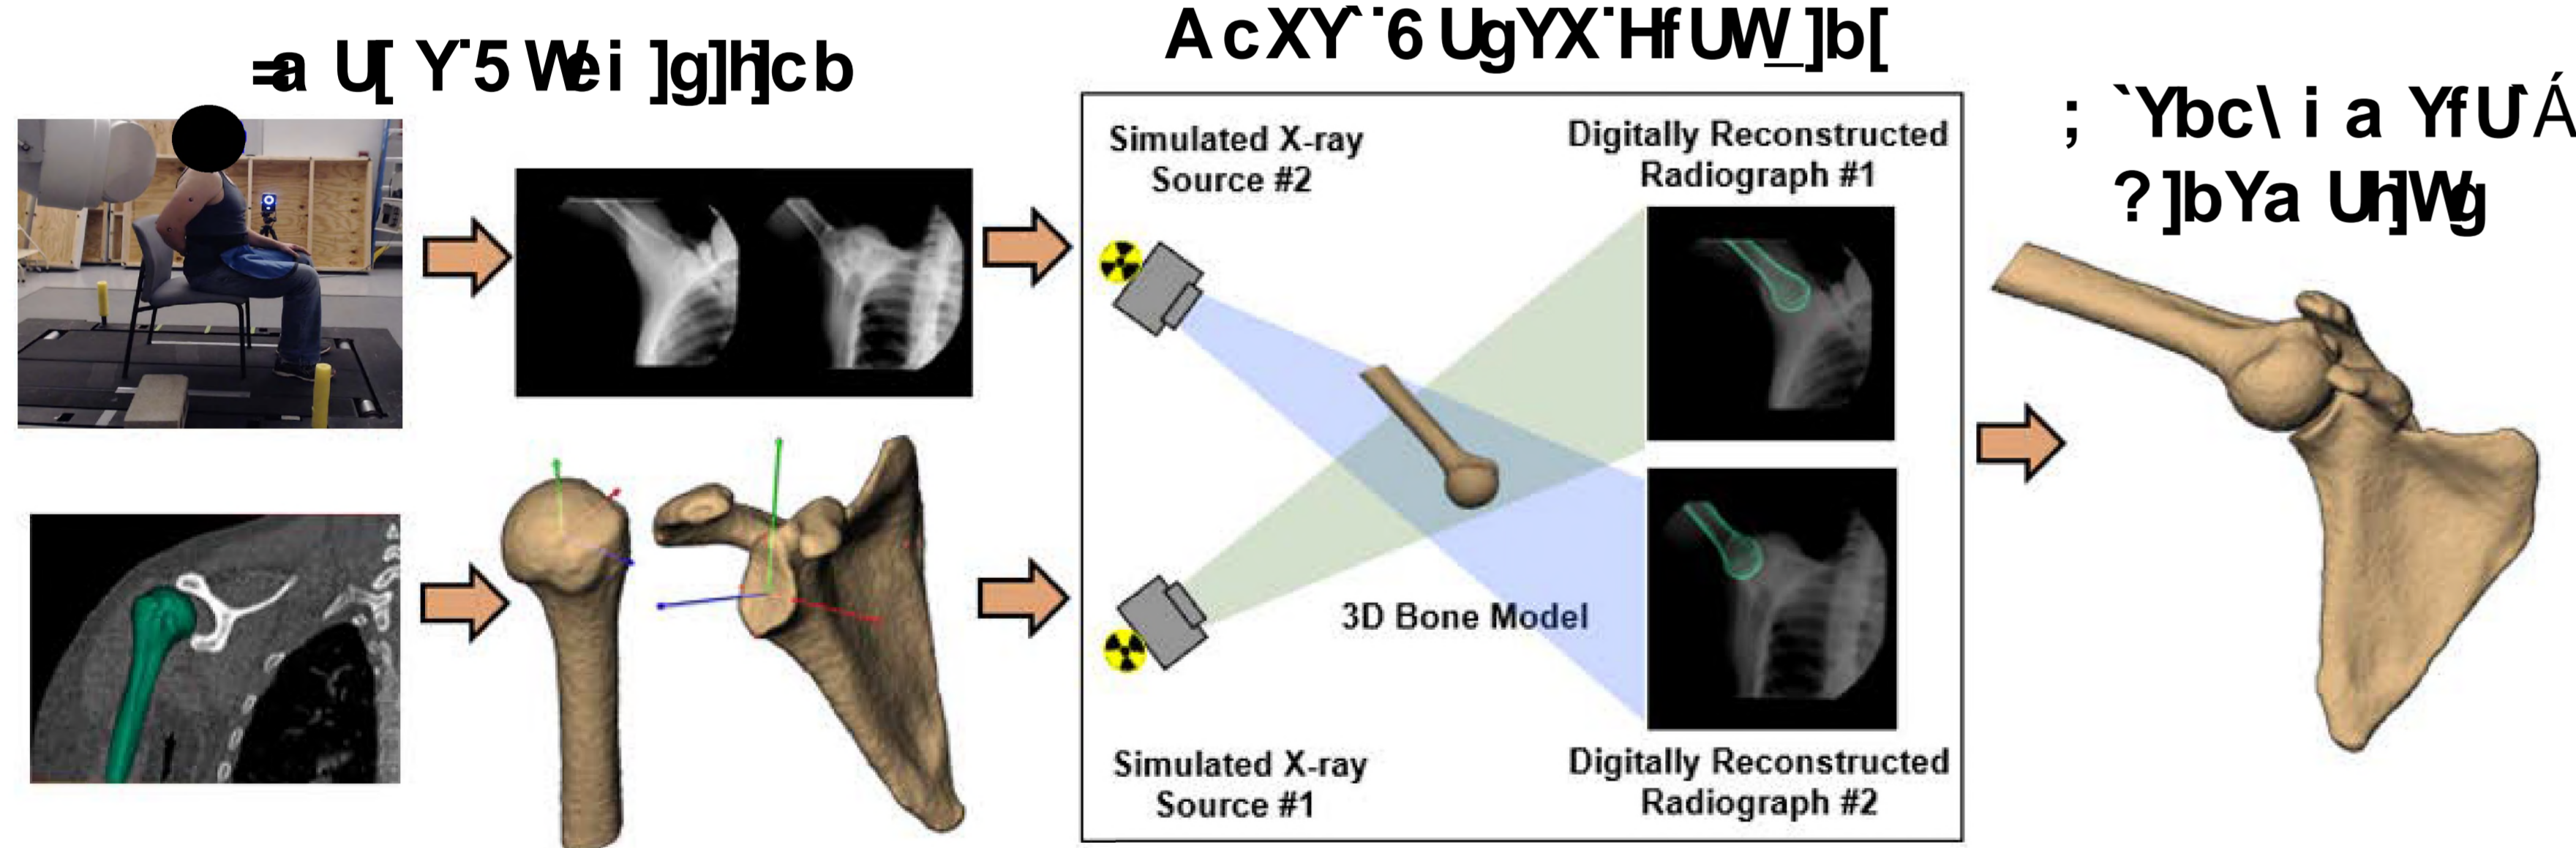 Simulated X-ray
Source #2
Digitally Reconstructed
Radiograph #1
3D Bone Model
Simulated X-ray
Source #1
Digitally Reconstructed
Radiograph #2